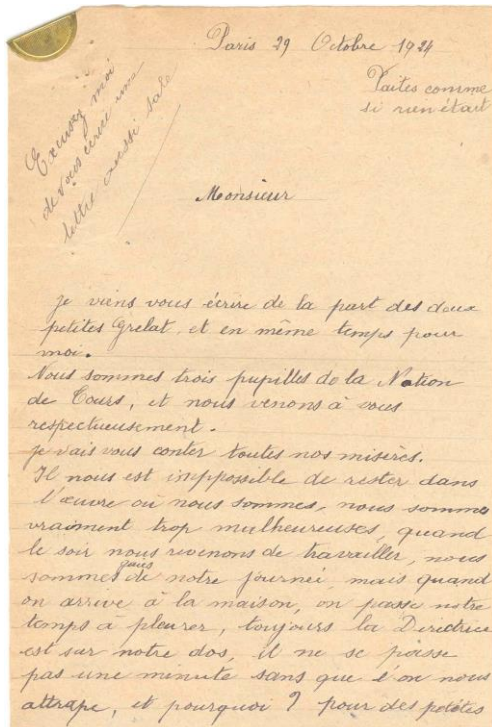 Paris 29 Octobre 1924
Faites comme
si rien était
Excusez moi
de vous écrire une
lettre aussi sale
Monsieur
je viens vous écrire de la part des deux
petites Grelat, et en même temps pour
moi.
Nous sommes trois pupilles de la Nation
de Tours, et nous venons à vous
respectueusement.
je vais vous conter toutes nos misères.
Il nous est imppossible de rester dans
l'œuvre où nous sommes, nous sommes
vraiment trop malheureuses, quand
le soir nous revenons de travailler, nous
sommes gaies de notre journeé, mais quand
on arrive à la maison, on passe notre
temps à pleurer, toujours la Directrice
est sur notre dos, il ne se passe
pas une minute sans que l'on nous
attrape, et pourquoi ? pour des petites